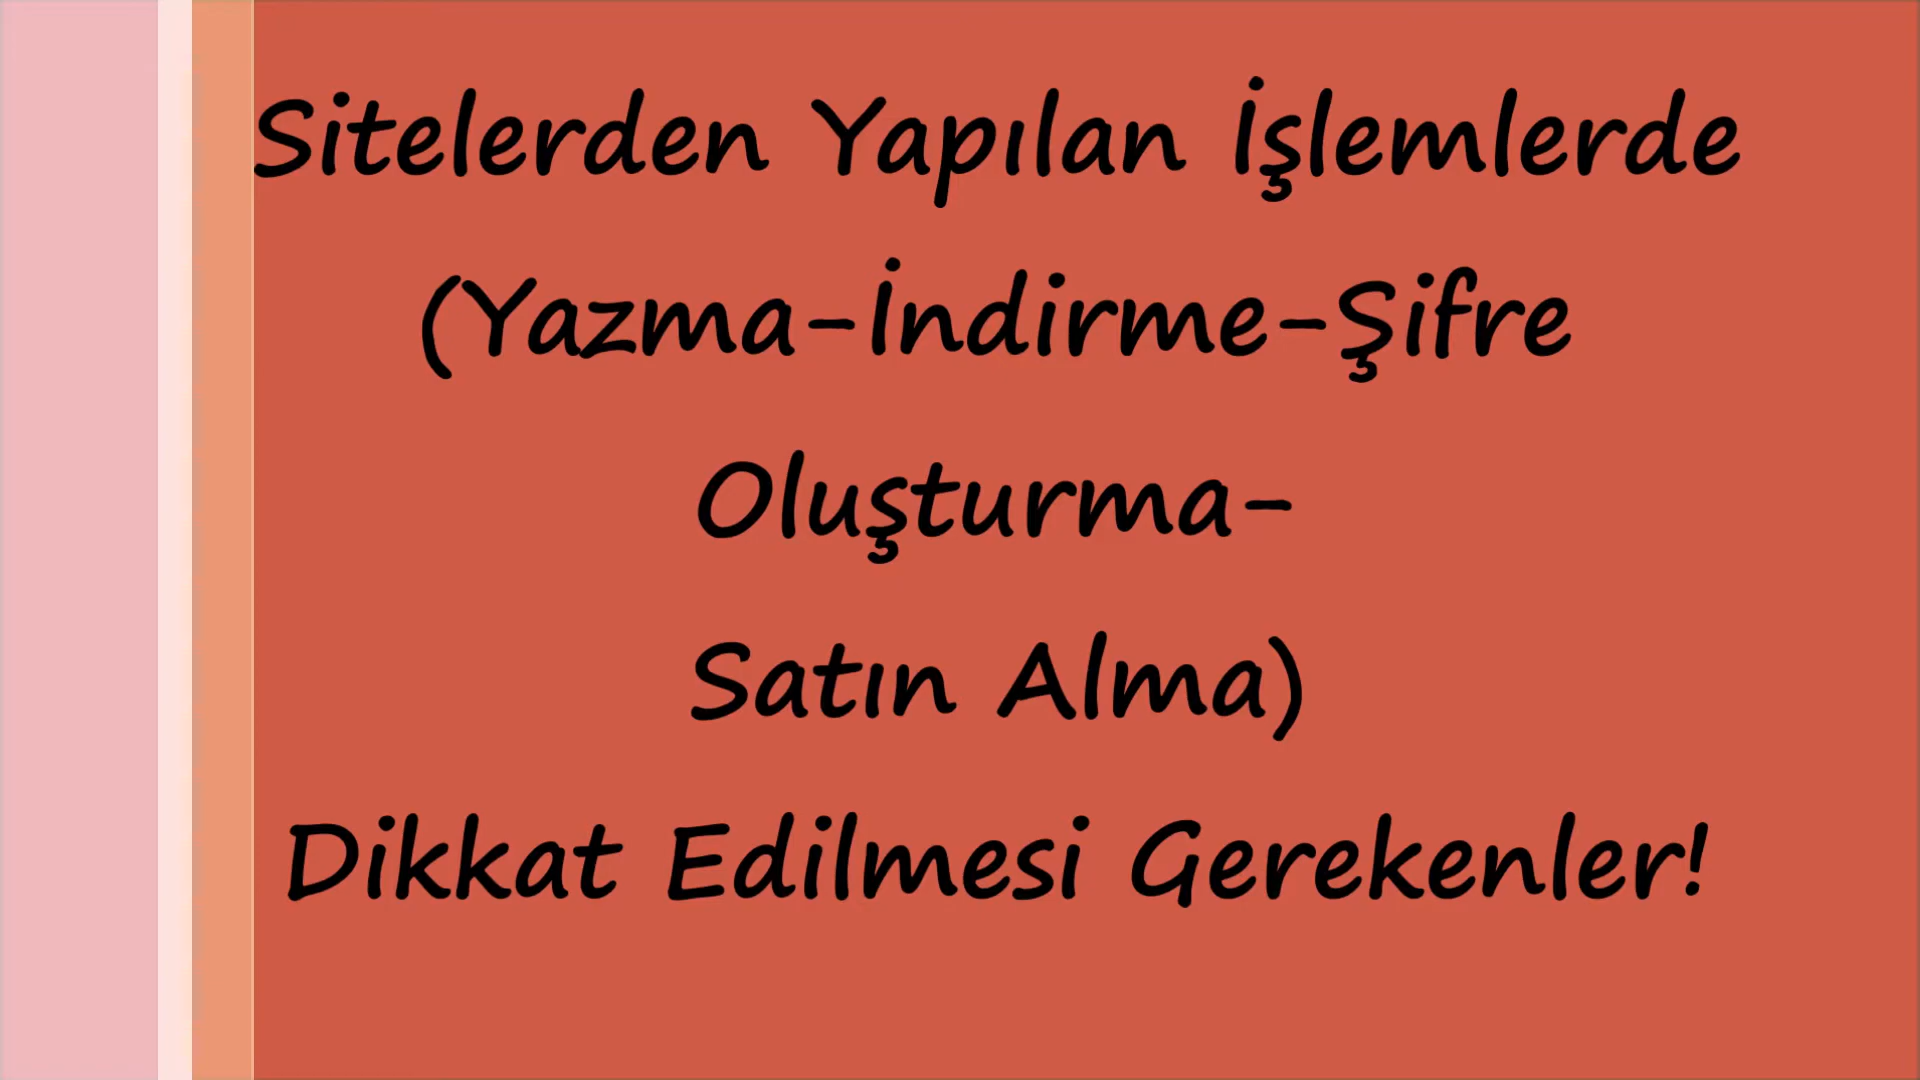 Sitelerden Yapılan İşlemlerde
(Yazma-İndirme-Şifre
Oluşturma-
Satın Alma)
Dikkat Edilmesi Gerekenler!